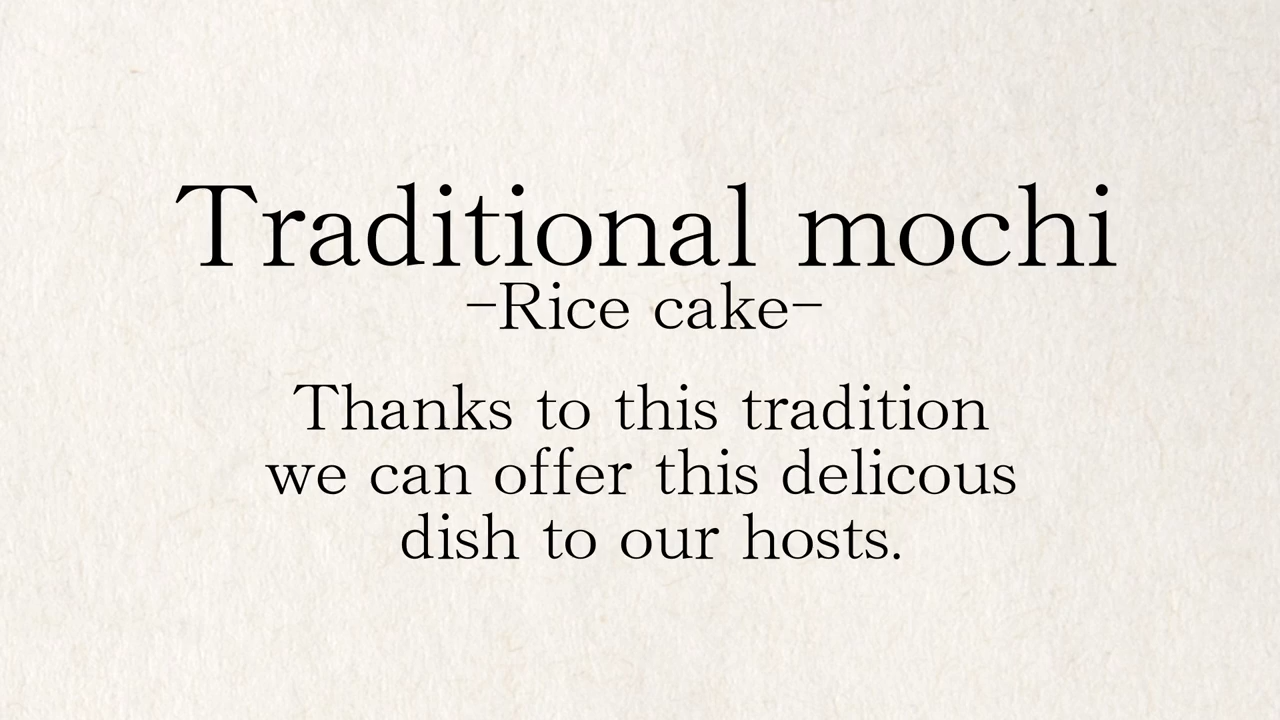 Traditional mochi
-Rice cake-
Thanks to this tradition
we can offer this delicous
dish to our hosts.